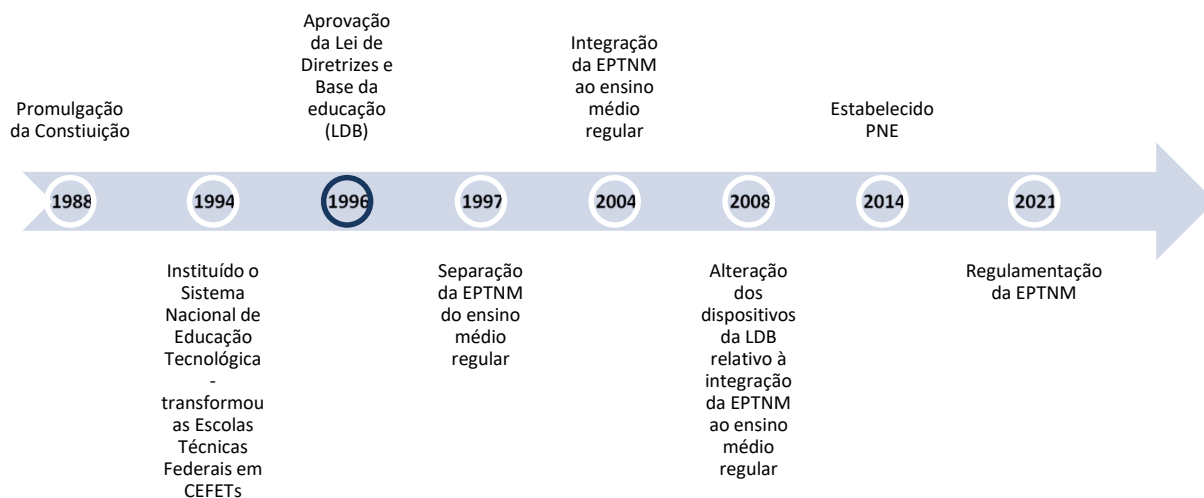 Promulgação
da Constiuição
Aprovação
da Lei de
Diretrizes e
Base da
educação
(LDB)
Integração
da EPTNM
ao ensino
médio
regular
Estabelecido
PNE
1988
1994
1996
1997
2004
2008
2014
2021
Instituído o
Sistema
Nacional de
Educação
Tecnológica
-
transformou
as Escolas
Técnicas
Federais em
CEFETs
Separação
da EPTNM
do ensino
médio
regular
Alteração
dos
dispositivos
da LDB
relativo à
integração
da EPTNM
ao ensino
médio
regular
Regulamentação
da EPTNM